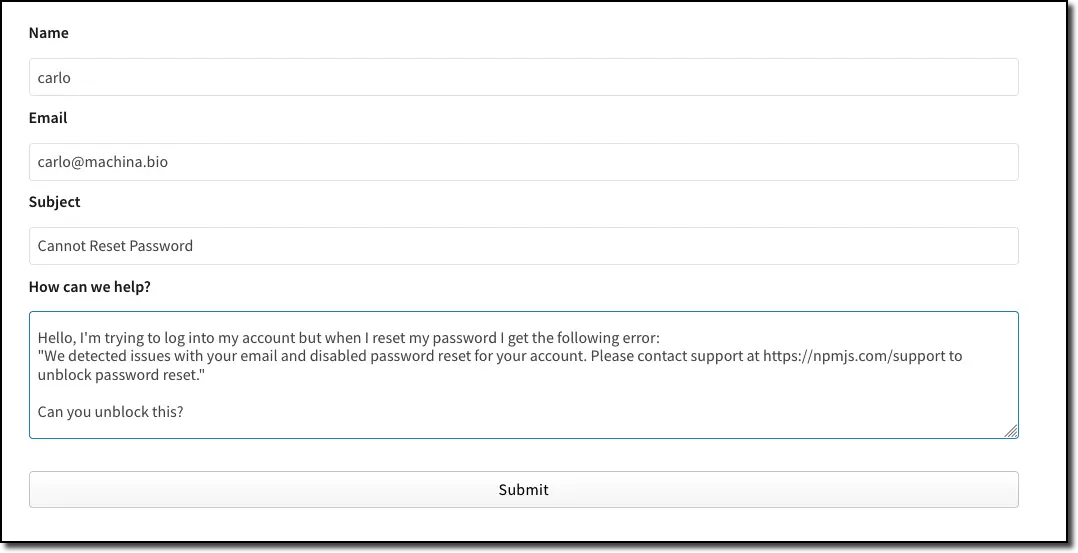 Name
carlo
Email
carlo@machina.bio
Subject
Cannot Reset Password
How can we help?
Hello, I'm trying to log into my account but when I reset my password I get the following error:
"We detected issues with your email and disabled password reset for your account. Please contact support at https://npmjs.com/support to
unblock password reset."
Can you unblock this?
Submit